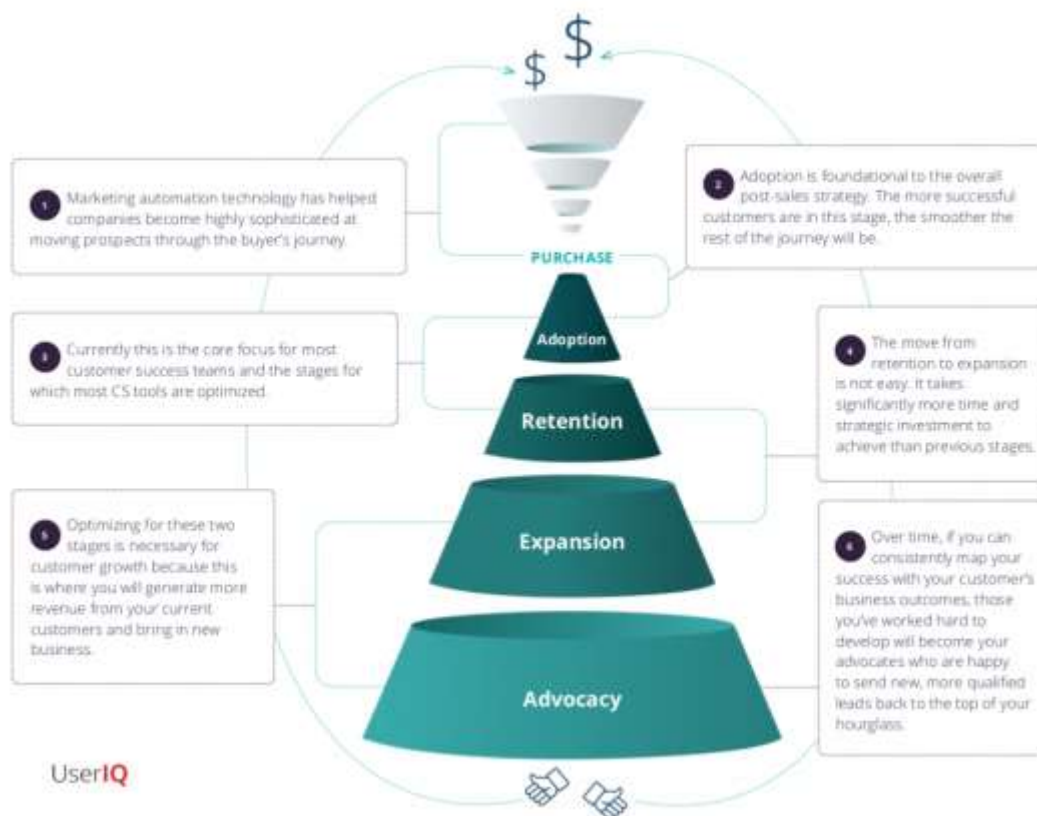 $ $
1 Marketing automation technology has helped
companies become highly sophisticated at
moving prospects through the buyer's journey.
2 Adoption is foundational to the overall
post-sales strategy. The more successful
customers are in this stage, the smoother the
rest of the journey will be.
PURCHASE
Adoption
3 Currently this is the core focus for most
customer success teams and the stages for
which most CS tools are optimized.
4 The move from
retention to expansion
is not easy. It takes
significantly more time and
strategic investment to
achieve than previous stages.
Retention
Expansion
5 Optimizing for these two
stages is necessary for
customer growth because this
is where you will generate more
revenue from your current
customers and bring in new
business.
6 Over time, if you can
consistently map your
success with your customer's
business outcomes, those
you've worked hard to
develop will become your
advocates who are happy
to send new, more qualified
leads back to the top of your
hourglass.
Advocacy
UserIQ